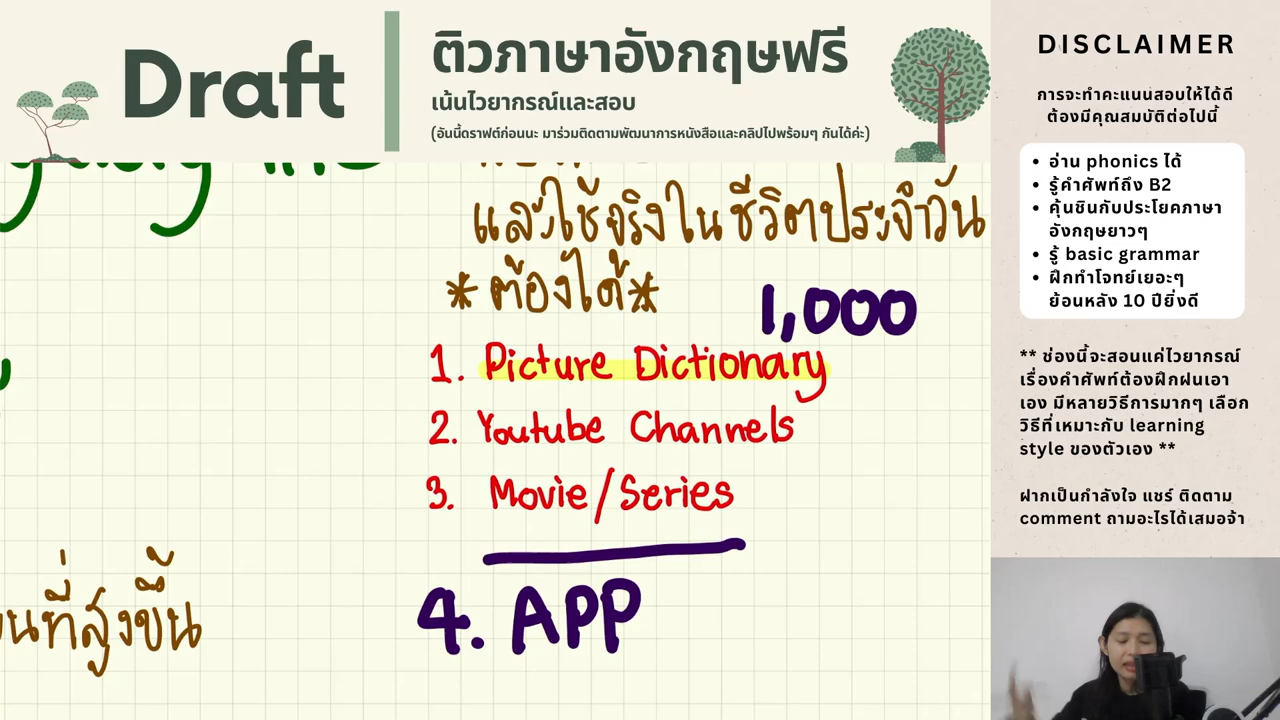 Draft
ติวภาษาอังกฤษฟรี
เน้นไวยากรณ์และสอบ
(อันนี้ดราฟต์ก่อนนะ มาร่วมติดตามพัฒนาการหนังสือและคลิปไปพร้อมๆ กันได้ค่ะ)
และใช้จริงในชีวิตประจำวัน
*ต้องได้*
1,000
1. Picture Dictionary
2. Youtube Channels
3. Movie/Series
4. APP
ที่สูงขึ้น
DISCLAIMER
การจะทำคะแนนสอบให้ได้ดี
ต้องมีคุณสมบัติต่อไปนี้
• อ่าน phonics ได้
• รู้คำศัพท์ถึง B2
• คุ้นชินกับประโยคภาษา
อังกฤษยาวๆ
• รู้ basic grammar
• ฝึกทำโจทย์เยอะๆ
ย้อนหลัง 10 ปียิ่งดี
** ช่องนี้จะสอนแค่ไวยากรณ์
เรื่องคำศัพท์ต้องฝึกฝนเอา
เอง มีหลายวิธีการมากๆ เลือก
วิธีที่เหมาะกับ learning
style ของตัวเอง **
ฝากเป็นกำลังใจ แชร์ ติดตาม
comment ถามอะไรได้เสมอจ้า